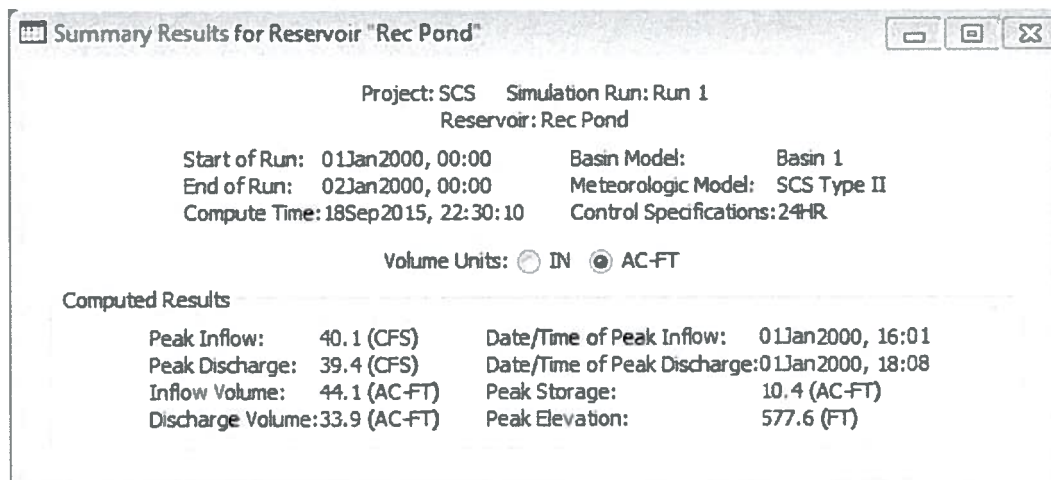 Summary Results for Reservoir "Rec Pond"
Project: SCS Simulation Run: Run 1
Reservoir: Rec Pond
Start of Run: 01Jan2000, 00:00 Basin Model: Basin 1
End of Run: 02Jan2000, 00:00 Meteorologic Model: SCS Type II
Compute Time: 18Sep2015, 22:30:10 Control Specifications: 24HR
Volume Units: IN AC-FT
Computed Results
Peak Inflow: 40.1 (CFS) Date/Time of Peak Inflow: 01Jan2000, 16:01
Peak Discharge: 39.4 (CFS) Date/Time of Peak Discharge: 01Jan2000, 18:08
Inflow Volume: 44.1 (AC-FT) Peak Storage: 10.4 (AC-FT)
Discharge Volume: 33.9 (AC-FT) Peak Elevation: 577.6 (FT)